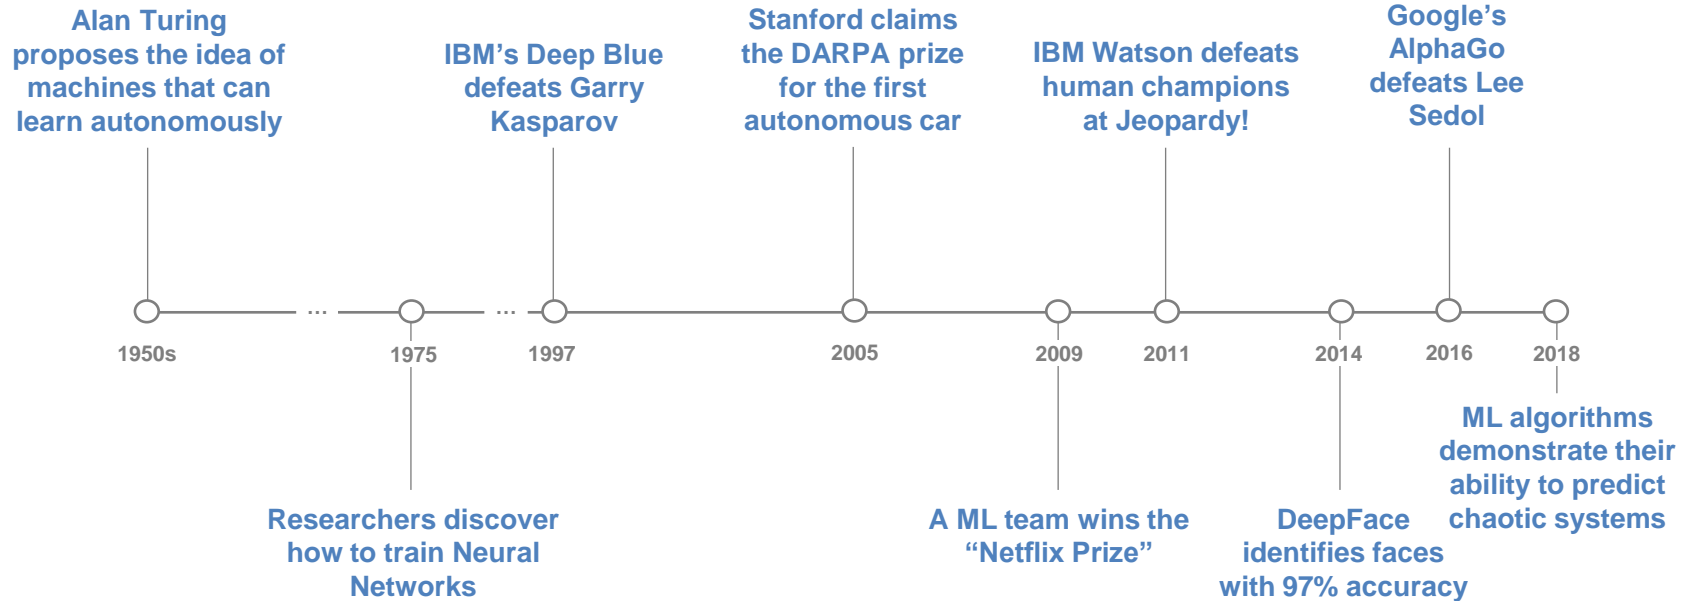 Alan Turing
proposes the idea of
machines that can
learn autonomously
IBM's Deep Blue
defeats Garry
Kasparov
Stanford claims
the DARPA prize
for the first
autonomous car
IBM Watson defeats
human champions
at Jeopardy!
Google's
AlphaGo
defeats Lee
Sedol
... ...
1950s 1975 1997 2005 2009 2011 2014 2016 2018
Researchers discover
how to train Neural
Networks
A ML team wins the
“Netflix Prize”
DeepFace
identifies faces
with 97% accuracy
ML algorithms
demonstrate their
ability to predict
chaotic systems